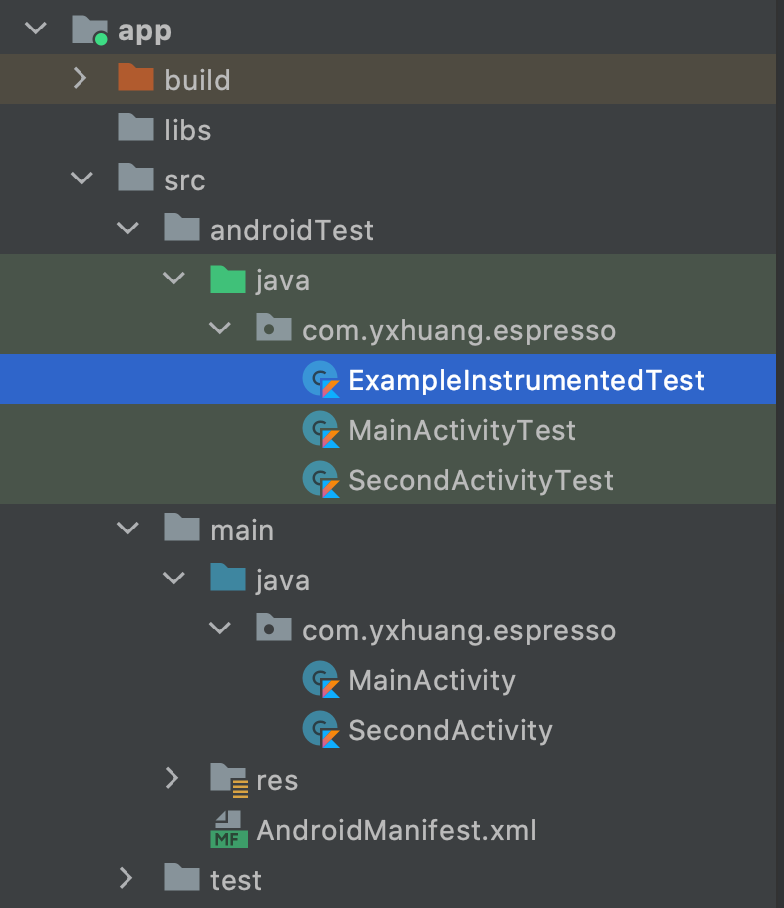 app
build
libs
src
androidTest
java
com.yxhuang.espresso
ExampleInstrumentedTest
MainActivityTest
SecondActivityTest
main
java
com.yxhuang.espresso
MainActivity
SecondActivity
res
MF AndroidManifest.xml
test